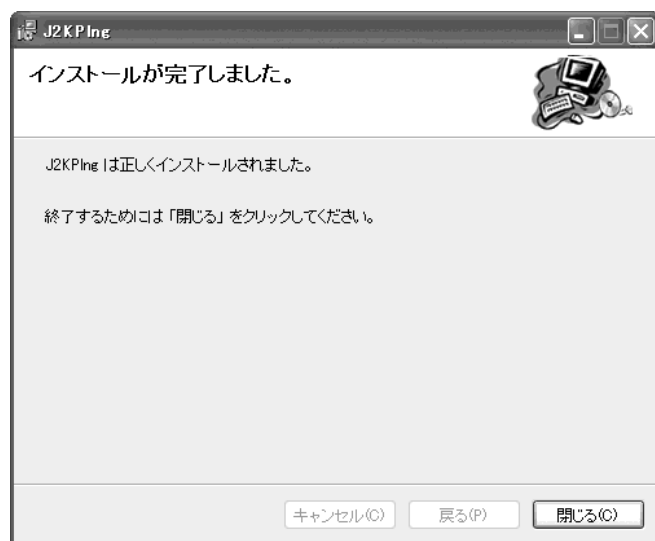 J2KPIng
インストールが完了しました。
J2KPIng は正しくインストールされました。
終了するためには「閉じる」をクリックしてください。
キャンセル(C) 戻る(P) 閉じる(C)